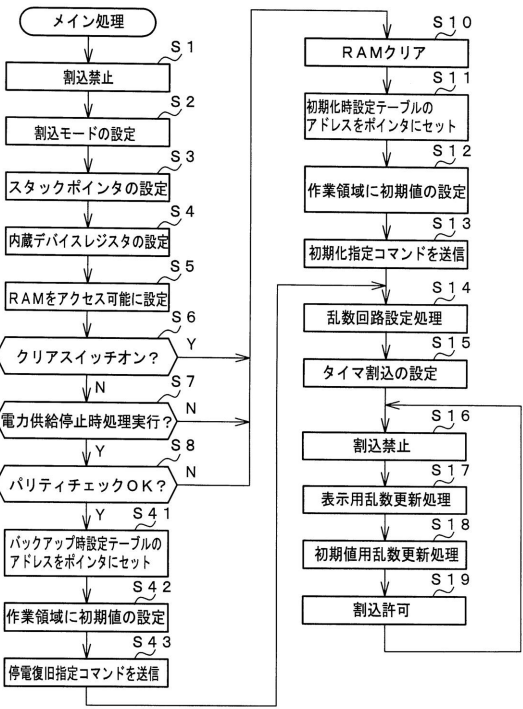 メイン処理
S1
割込禁止
S2
割込モードの設定
S3
スタックポインタの設定
S4
内蔵デバイスレジスタの設定
S5
RAMをアクセス可能に設定
S6
クリアスイッチオン？
Y
N
S7
電力供給停止時処理実行？
N
Y
S8
パリティチェックOK？
N
Y
S41
バックアップ時設定テーブルの
アドレスをポインタにセット
S42
作業領域に初期値の設定
S43
停電復旧指定コマンドを送信
S10
RAMクリア
S11
初期化時設定テーブルの
アドレスをポインタにセット
S12
作業領域に初期値の設定
S13
初期化指定コマンドを送信
S14
乱数回路設定処理
S15
タイマ割込の設定
S16
割込禁止
S17
表示用乱数更新処理
S18
初期値用乱数更新処理
S19
割込許可